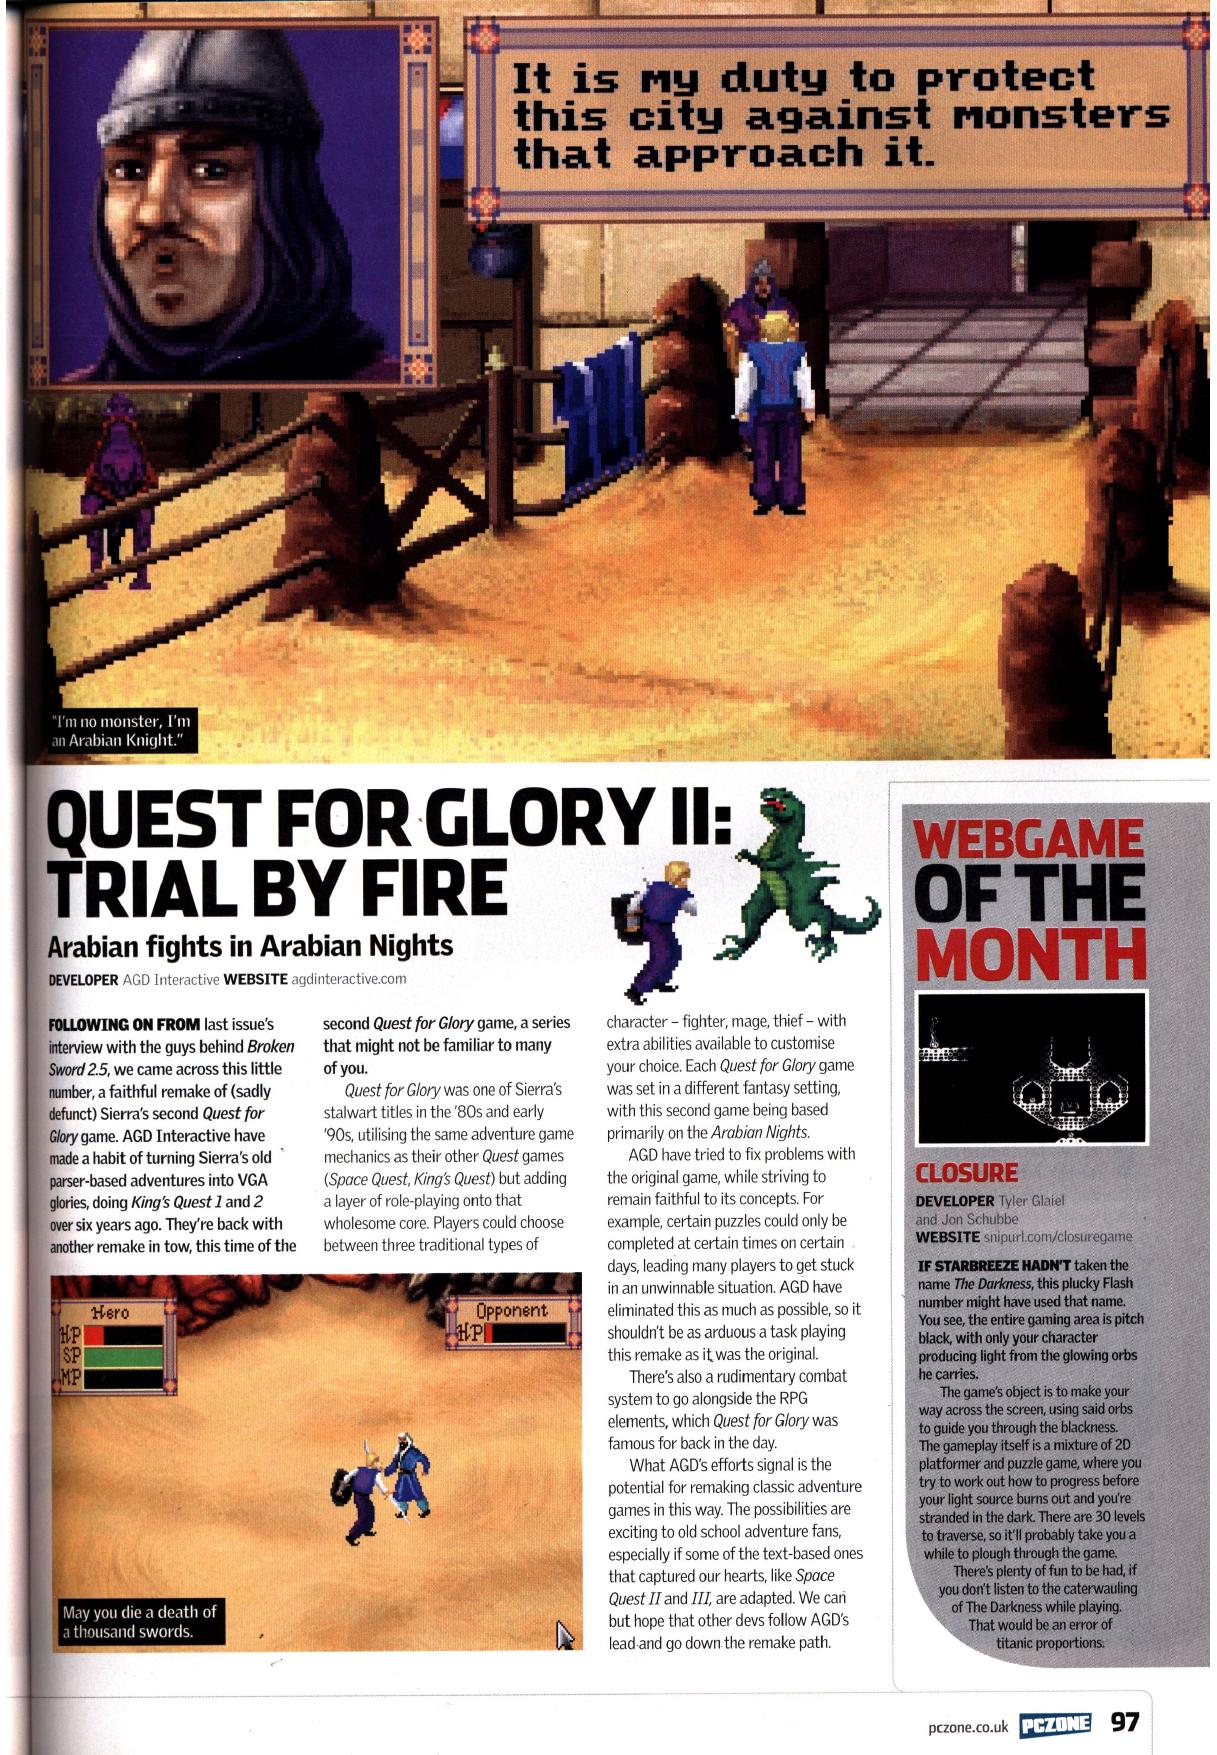 It is my duty to protect
this city against monsters
that approach it.
"I'm no monster, I'm
an Arabian Knight."
QUEST FOR GLORY II:
TRIAL BY FIRE
Arabian fights in Arabian Nights
DEVELOPER AGD Interactive WEBSITE agdinteractive.com
FOLLOWING ON FROM last issue's
interview with the guys behind Broken
Sword 2.5, we came across this little
number, a faithful remake of (sadly
defunct) Sierra's second Quest for
Glory game. AGD Interactive have
made a habit of turning Sierra's old
parser-based adventures into VGA
glories, doing King's Quest 1 and 2
over six years ago. They're back with
another remake in tow, this time of the
second Quest for Glory game, a series
that might not be familiar to many
of you.
Quest for Glory was one of Sierra's
stalwart titles in the '80s and early
'90s, utilising the same adventure game
mechanics as their other Quest games
(Space Quest, King's Quest) but adding
a layer of role-playing onto that
wholesome core. Players could choose
between three traditional types of
character – fighter, mage, thief – with
extra abilities available to customise
your choice. Each Quest for Glory game
was set in a different fantasy setting,
with this second game being based
primarily on the Arabian Nights.
AGD have tried to fix problems with
the original game, while striving to
remain faithful to its concepts. For
example, certain puzzles could only be
completed at certain times on certain
days, leading many players to get stuck
in an unwinnable situation. AGD have
eliminated this as much as possible, so it
shouldn't be as arduous a task playing
this remake as it was the original.
There's also a rudimentary combat
system to go alongside the RPG
elements, which Quest for Glory was
famous for back in the day.
What AGD's efforts signal is the
potential for remaking classic adventure
games in this way. The possibilities are
exciting to old school adventure fans,
especially if some of the text-based ones
that captured our hearts, like Space
Quest II and III, are adapted. We can
but hope that other devs follow AGD's
lead and go down the remake path.
Hero
HP
SP
MP
Opponent
HP
May you die a death of
a thousand swords.
WEBGAME
OF THE
MONTH
CLOSURE
DEVELOPER Tyler Glaiel
and Jon Schubbe
WEBSITE snipurl.com/closuregame
IF STARBREEZE HADN'T taken the
name The Darkness, this plucky Flash
number might have used that name.
You see, the entire gaming area is pitch
black, with only your character
producing light from the glowing orbs
he carries.
The game's object is to make your
way across the screen, using said orbs
to guide you through the blackness.
The gameplay itself is a mixture of 2D
platformer and puzzle game, where you
try to work out how to progress before
your light source burns out and you're
stranded in the dark. There are 30 levels
to traverse, so it'll probably take you a
while to plough through the game.
There's plenty of fun to be had, if
you don't listen to the caterwauling
of The Darkness while playing.
That would be an error of
titanic proportions.
pczone.co.uk PCZONE 97